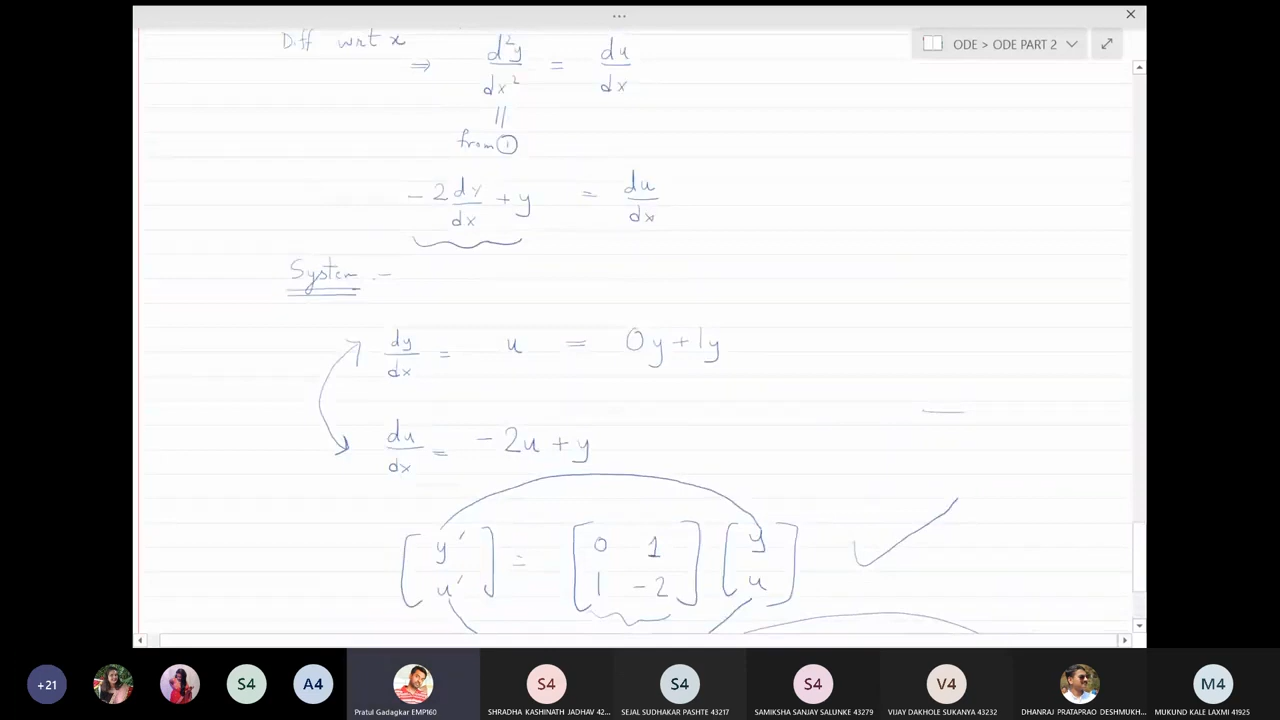 ...
ODE > ODE PART 2
Diff wrt x
⇒ d²y/dx² = du/dx
||
from ①
-2 dy/dx + y = du/dx
System -
dy/dx = u = 0y + 1y
du/dx = -2u + y
[y' u'] = [0 1 1 -2] [y u]
+21
S4
A4
Pratul Gadagkar EMP160
S4
SHRADHA KASHINATH JADHAV 42...
S4
SEJAL SUDHAKAR PASHTE 43217
S4
SAMIKSHA SANJAY SALUNKE 43279
V4
VIJAY DAKHOLE SUKANYA 43232
DHANRAJ PRATAPRAO DESHMUKH...
M4
MUKUND KALE LAXMI 41925